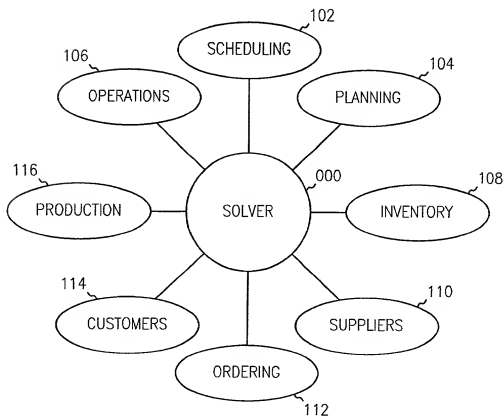 102
SCHEDULING
106
OPERATIONS
104
PLANNING
116
PRODUCTION
000
SOLVER
108
INVENTORY
114
CUSTOMERS
110
SUPPLIERS
ORDERING
112